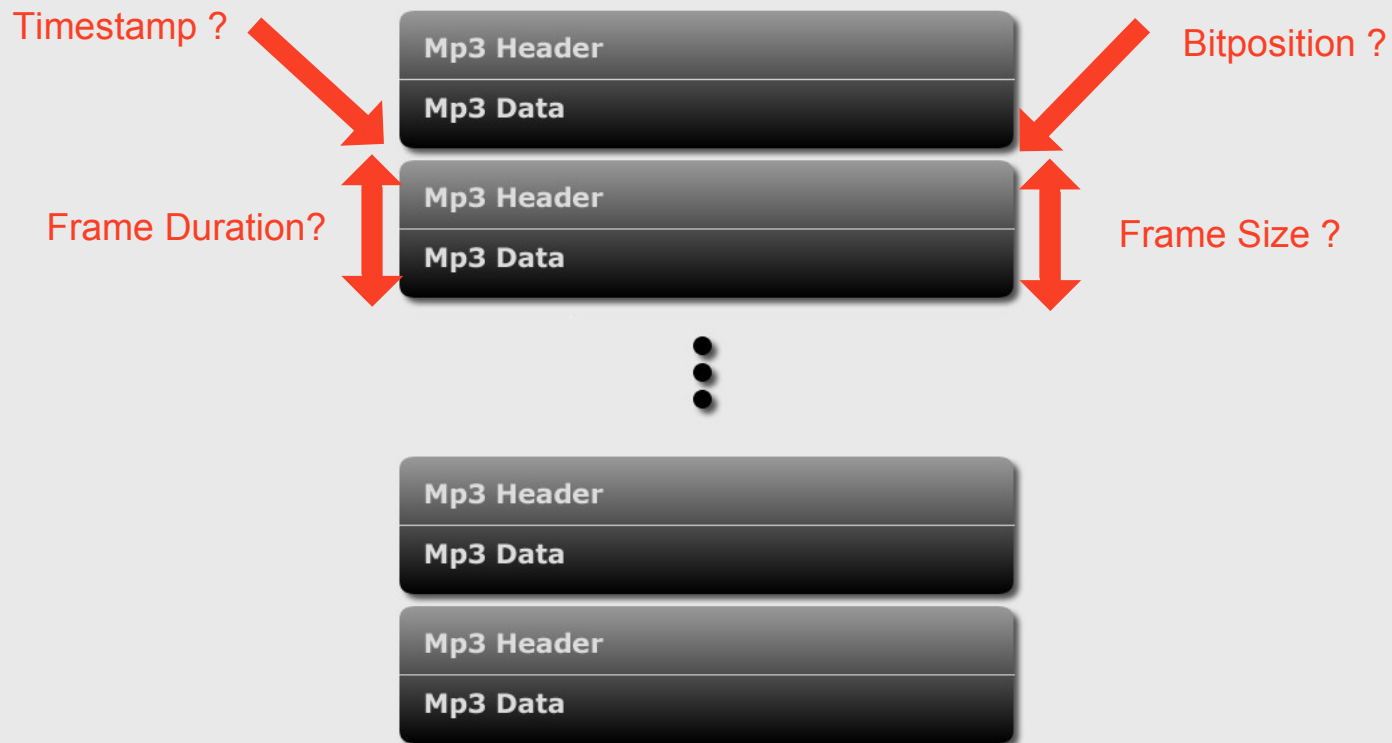 Timestamp ?
Mp3 Header
Bitposition ?
Mp3 Data
Mp3 Header
Frame Duration?
Frame Size ?
Mp3 Data
Mp3 Header
Mp3 Data
Mp3 Header
Mp3 Data